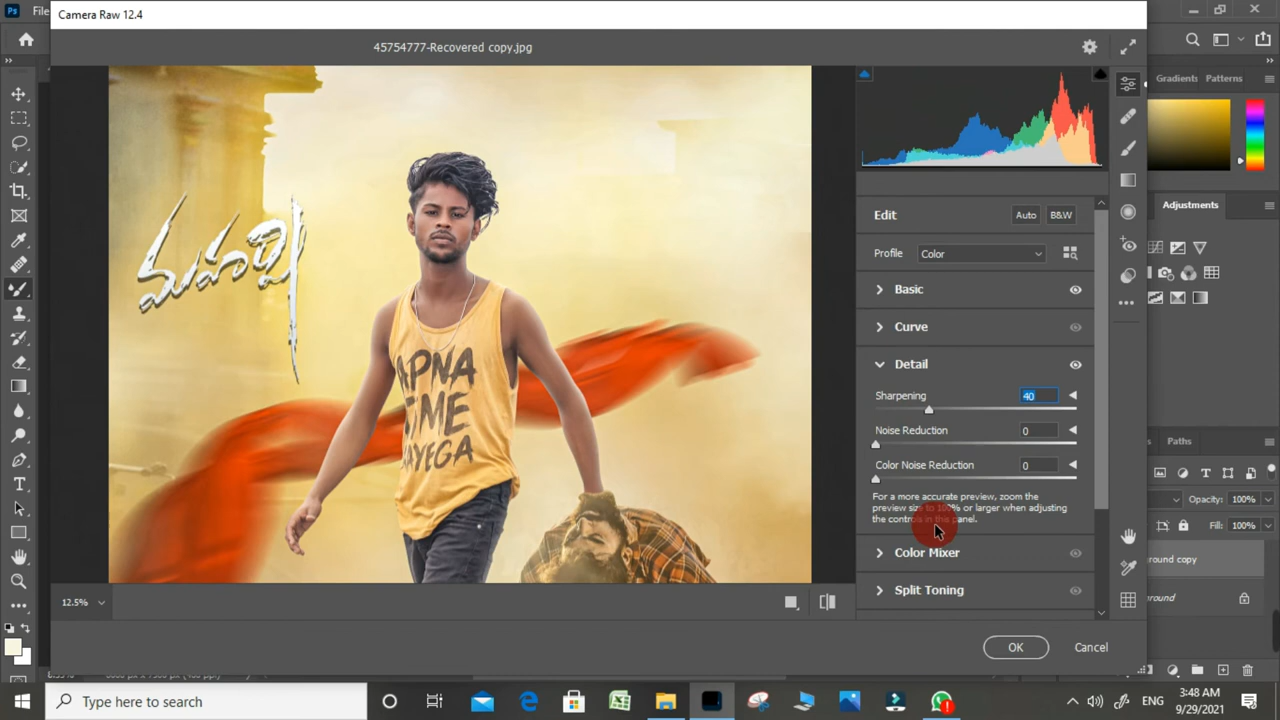 Ps File
Camera Raw 12.4
45754777-Recovered copy.jpg
Gradients Patterns
మహర్షి
APNA
TIME
AAYEGA
Edit Auto B&W
Profile Color
Adjustments
Basic
Curve
Detail
Sharpening 40
Noise Reduction 0
Color Noise Reduction 0
For a more accurate preview, zoom the
preview size to 100% or larger when adjusting
the controls in this panel.
Color Mixer
Split Toning
Paths
Opacity: 100%
Fill: 100%
round copy
round
12.5%
OK Cancel
Type here to search
ENG
3:48 AM
9/29/2021